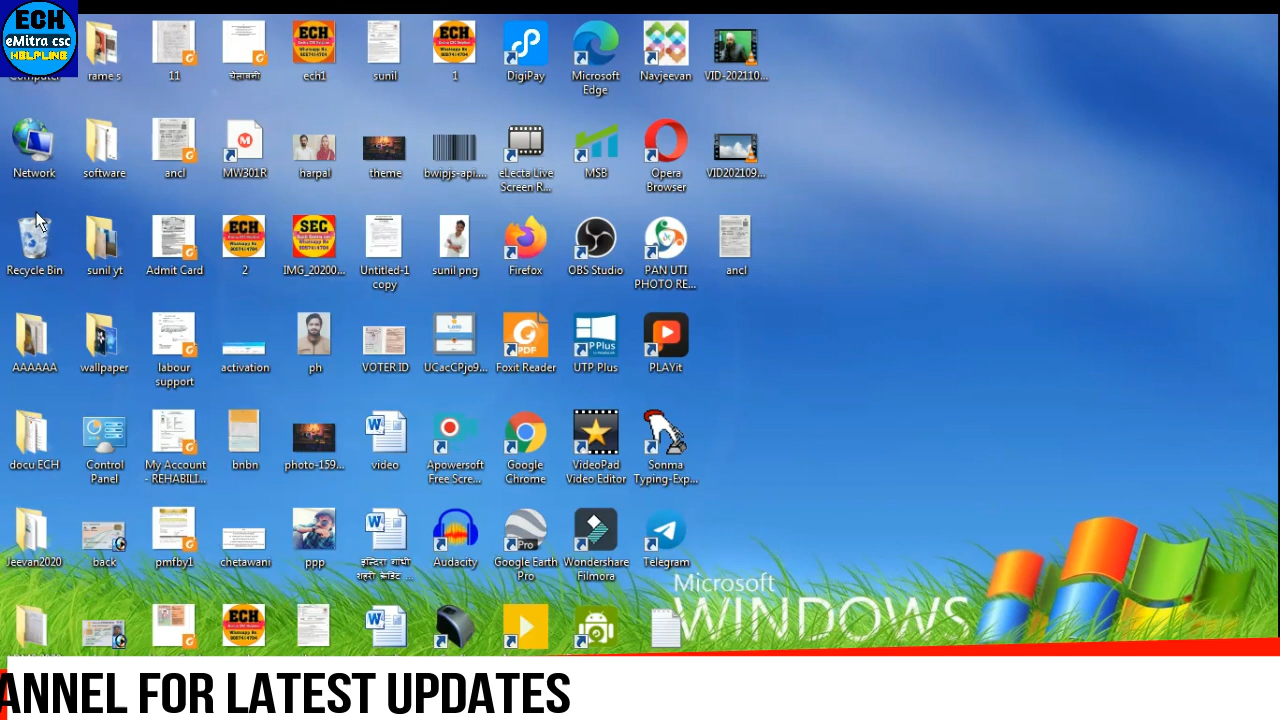 ECH
eMitra csc
HELPLINE
Computer
rame s
11
चेतावनी
ech1
sunil
1
DigiPay
Microsoft
Edge
Navjeevan
VID-202110...
Network
software
ancl
MW301R
harpal
theme
bwipjs-api....
eLecta Live
Screen R...
MSB
Opera
Browser
VID202109...
Recycle Bin
sunil yt
Admit Card
2
IMG_20200...
Untitled-1
copy
sunil png
Firefox
OBS Studio
PAN UTI
PHOTO RE...
ancl
AAAAAA
wallpaper
labour
support
activation
ph
VOTER ID
UCacCPjo9...
Foxit Reader
UTP Plus
PLAYit
docu ECH
Control
Panel
My Account
- REHABILI...
bnbn
photo-159...
video
Apowersoft
Free Scre...
Google
Chrome
VideoPad
Video Editor
Sonma
Typing-Exp...
Jeevan2020
back
pmfby1
chetawani
ppp
इन्दिरा गांधी
शहरी क्रेडिट ...
Audacity
Google Earth
Pro
Wondershare
Filmora
Telegram
Microsoft
WINDOWS
ANNEL FOR LATEST UPDATES